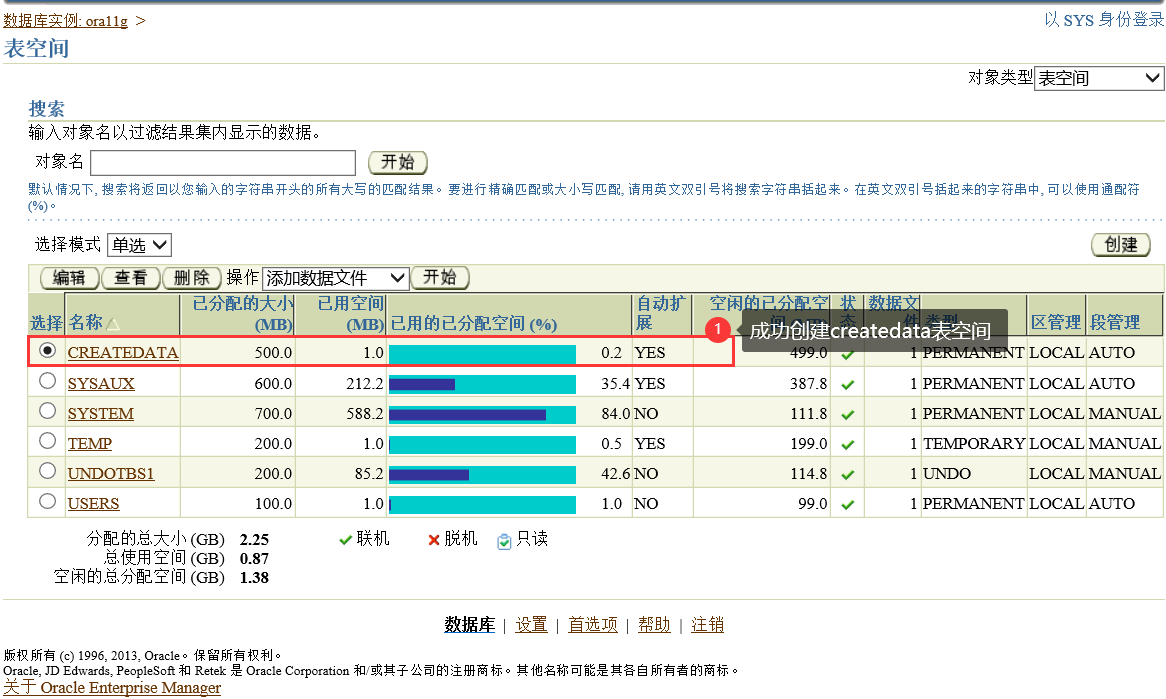 数据库实例: ora11g >
以 SYS 身份登录
表空间
对象类型 表空间
搜索
输入对象名以过滤结果集内显示的数据。
对象名 开始
默认情况下, 搜索将返回以您输入的字符串开头的所有大写的匹配结果。要进行精确匹配或大小写匹配, 请用英文双引号将搜索字符串括起来。在英文双引号括起来的字符串中, 可以使用通配符
(%)。
选择模式 单选 创建
编辑 查看 删除 操作 添加数据文件 开始
选择 名称 已分配的大小 (MB) 已用空间 (MB) 已用的已分配空间 (%) 自动扩展 空闲的已分配空 状 数据文 区管理 段管理
1 成功创建createdata表空间
CREATEDATA 500.0 1.0 0.2 YES 499.0 1 PERMANENT LOCAL AUTO
SYSAUX 600.0 212.2 35.4 YES 387.8 1 PERMANENT LOCAL AUTO
SYSTEM 700.0 588.2 84.0 NO 111.8 1 PERMANENT LOCAL MANUAL
TEMP 200.0 1.0 0.5 YES 199.0 1 TEMPORARY LOCAL MANUAL
UNDOTBS1 200.0 85.2 42.6 NO 114.8 1 UNDO LOCAL MANUAL
USERS 100.0 1.0 1.0 NO 99.0 1 PERMANENT LOCAL AUTO
分配的总大小 (GB) 2.25 联机 脱机 只读
总使用空间 (GB) 0.87
空闲的总分配空间 (GB) 1.38
数据库 | 设置 | 首选项 | 帮助 | 注销
版权所有 (c) 1996, 2013, Oracle。保留所有权利。
Oracle, JD Edwards, PeopleSoft 和 Retek 是 Oracle Corporation 和/或其子公司的注册商标。其他名称可能是其各自所有者的商标。
关于 Oracle Enterprise Manager